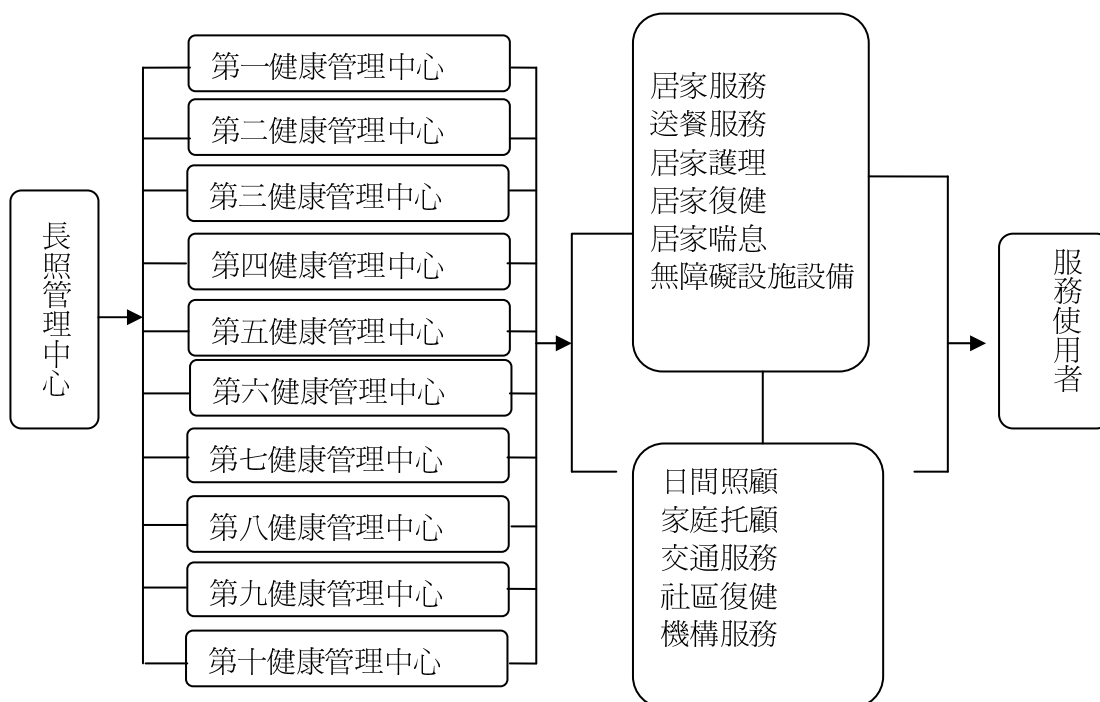 長照管理中心
第一健康管理中心
第二健康管理中心
第三健康管理中心
第四健康管理中心
第五健康管理中心
第六健康管理中心
第七健康管理中心
第八健康管理中心
第九健康管理中心
第十健康管理中心
居家服務
送餐服務
居家護理
居家復健
居家喘息
無障礙設施設備
日間照顧
家庭托顧
交通服務
社區復健
機構服務
服務使用者